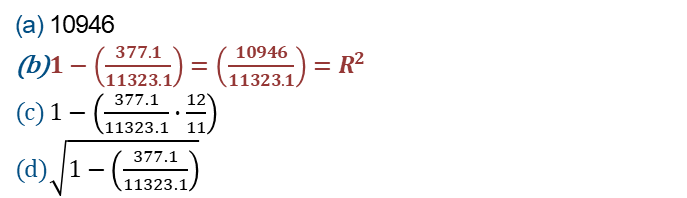 (a) 10946
(b) 1 − (377.1/11323.1) = (10946/11323.1) = R²
(c) 1 − (377.1/11323.1 · 12/11)
(d) √(1 − (377.1/11323.1))